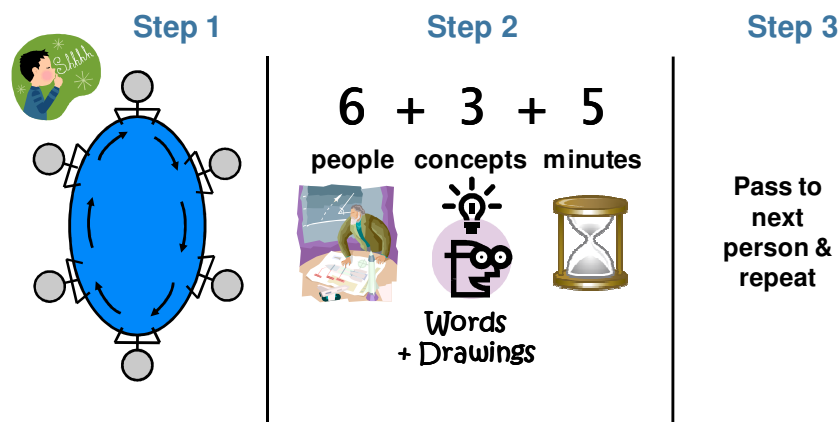 Step 1
Shhhh
Step 2
6 + 3 + 5
people concepts minutes
Words
+ Drawings
Step 3
Pass to
next
person &
repeat